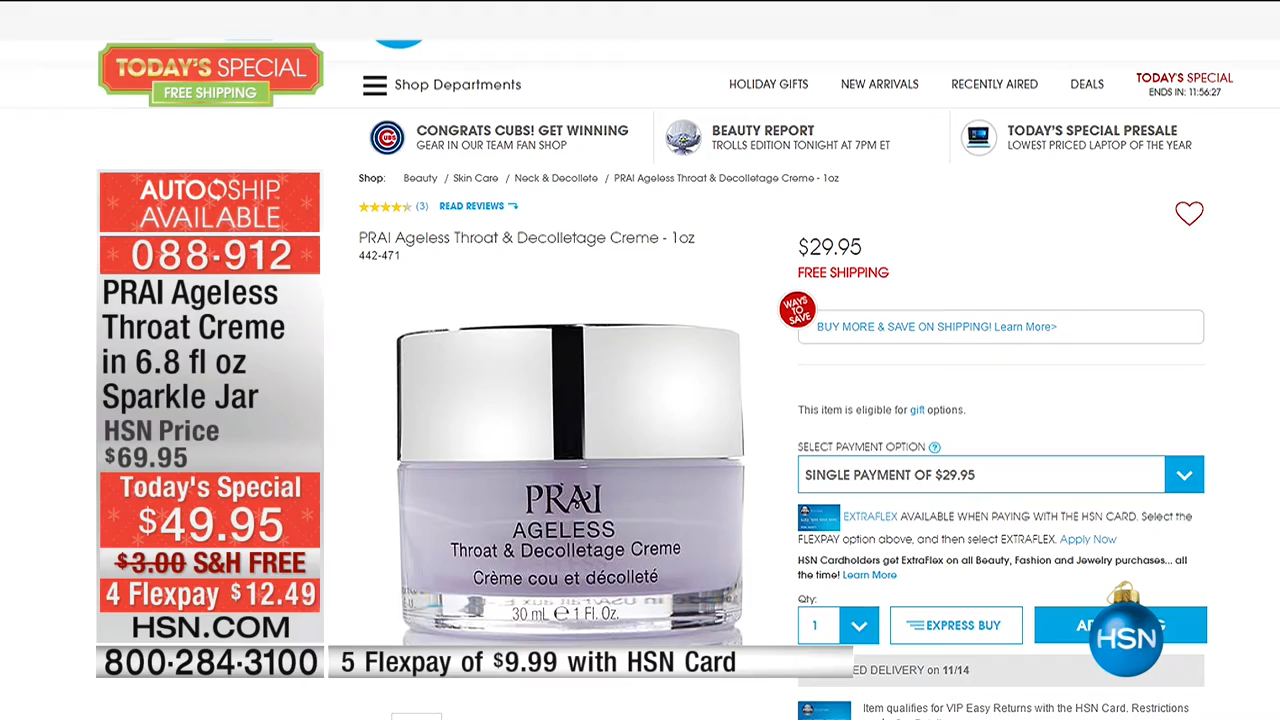 TODAY'S SPECIAL
FREE SHIPPING
Shop Departments
HOLIDAY GIFTS
NEW ARRIVALS
RECENTLY AIRED
DEALS
TODAY'S SPECIAL
ENDS IN: 11:56:27
CUBS
CONGRATS CUBS! GET WINNING
GEAR IN OUR TEAM FAN SHOP
BEAUTY REPORT
TROLLS EDITION TONIGHT AT 7PM ET
TODAY'S SPECIAL PRESALE
LOWEST PRICED LAPTOP OF THE YEAR
AUTOSHIP
AVAILABLE
088-912
PRAI Ageless
Throat Creme
in 6.8 fl oz
Sparkle Jar
HSN Price
$69.95
Today's Special
$49.95
$3.00 S&H FREE
4 Flexpay $12.49
HSN.COM
800-284-3100
5 Flexpay of $9.99 with HSN Card
Shop: Beauty / Skin Care / Neck & Decollete / PRAI Ageless Throat & Decolletage Creme - 1oz
(3) READ REVIEWS
PRAI Ageless Throat & Decolletage Creme - 1oz
442-471
PRAI
AGELESS
Throat & Decolletage Creme
Crème cou et décolleté
30 mL e 1 Fl. Oz.
$29.95
FREE SHIPPING
WAYS
TO
SAVE
BUY MORE & SAVE ON SHIPPING! Learn More>
This item is eligible for gift options.
SELECT PAYMENT OPTION ?
SINGLE PAYMENT OF $29.95
EXTRAFLEX AVAILABLE WHEN PAYING WITH THE HSN CARD. Select the
FLEXPAY option above, and then select EXTRAFLEX. Apply Now
HSN Cardholders get ExtraFlex on all Beauty, Fashion and Jewelry purchases... all
the time! Learn More
Qty:
1
EXPRESS BUY
HSN
DELIVERY on 11/14
Item qualifies for VIP Easy Returns with the HSN Card. Restrictions